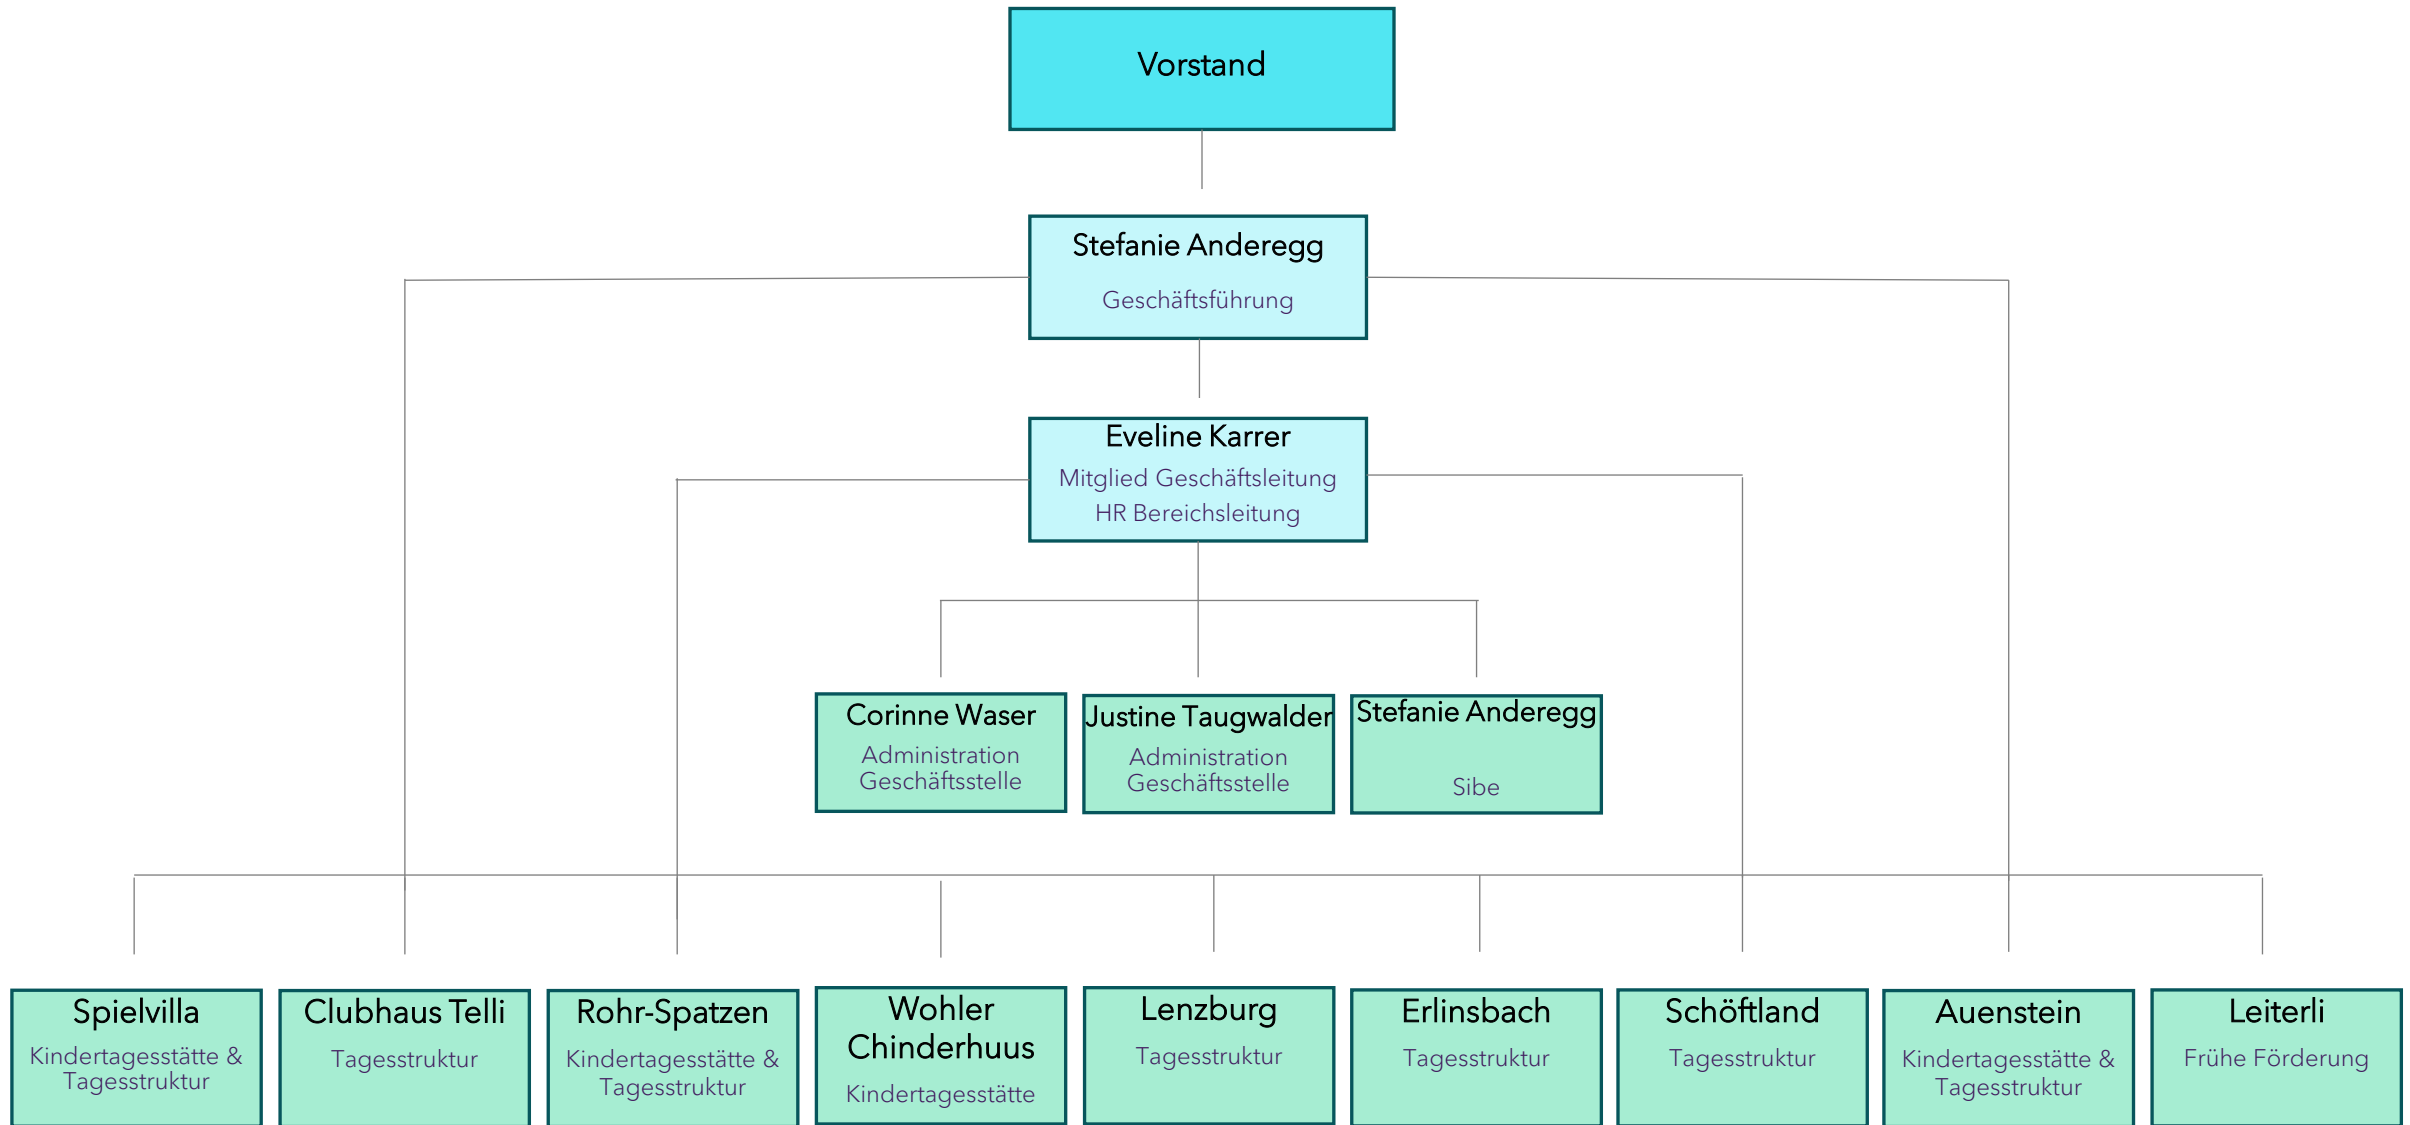 Vorstand
Stefanie Anderegg
Geschäftsführung
Eveline Karrer
Mitglied Geschäftsleitung
HR Bereichsleitung
Corinne Waser
Administration
Geschäftsstelle
Justine Taugwalder
Administration
Geschäftsstelle
Stefanie Anderegg
Sibe
Spielvilla
Kindertagesstätte &
Tagesstruktur
Clubhaus Telli
Tagesstruktur
Rohr-Spatzen
Kindertagesstätte &
Tagesstruktur
Wohler
Chinderhuus
Kindertagesstätte
Lenzburg
Tagesstruktur
Erlinsbach
Tagesstruktur
Schöftland
Tagesstruktur
Auenstein
Kindertagesstätte &
Tagesstruktur
Leiterli
Frühe Förderung